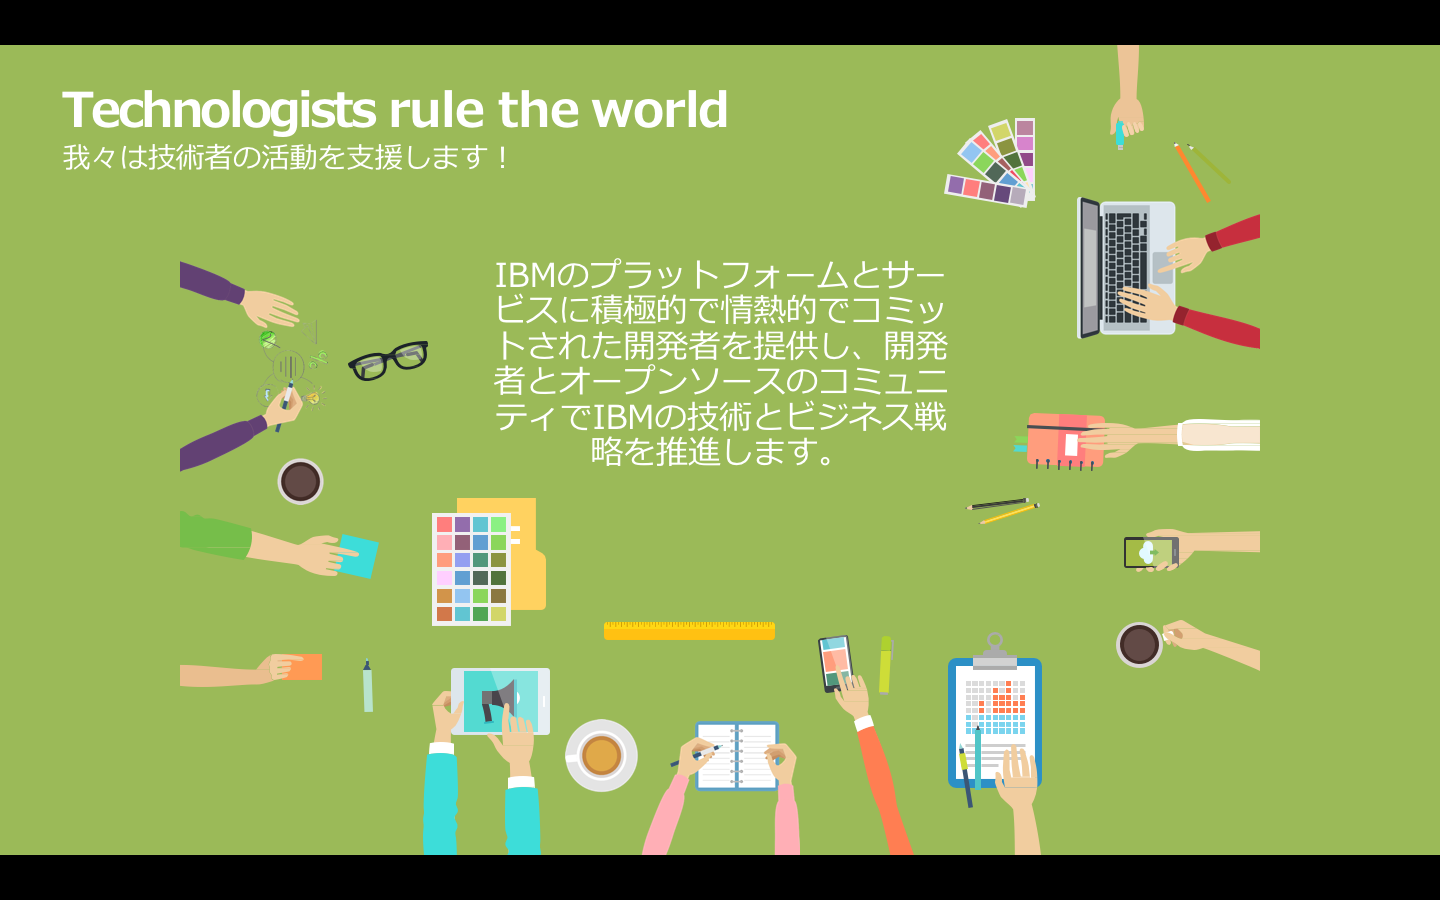 Technologists rule the world
我々は技術者の活動を支援します！
IBMのプラットフォームとサー
ビスに積極的で情熱的でコミッ
トされた開発者を提供し、開発
者とオープンソースのコミュニ
ティでIBMの技術とビジネス戦
略を推進します。
%